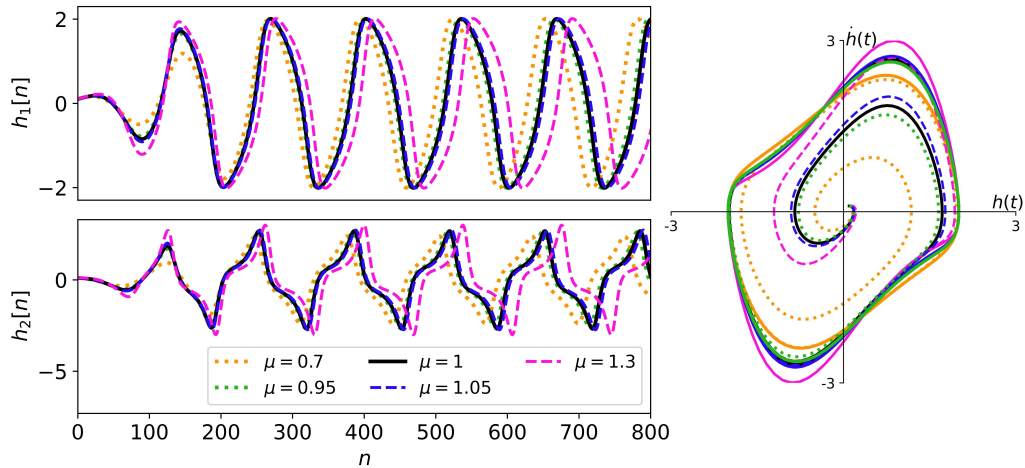 2
0
−2
h₁[n]
0
−5
h₂[n]
μ = 0.7
μ = 0.95
μ = 1
μ = 1.05
μ = 1.3
0 100 200 300 400 500 600 700 800
n
3
ḣ(t)
h(t)
-3
3
-3